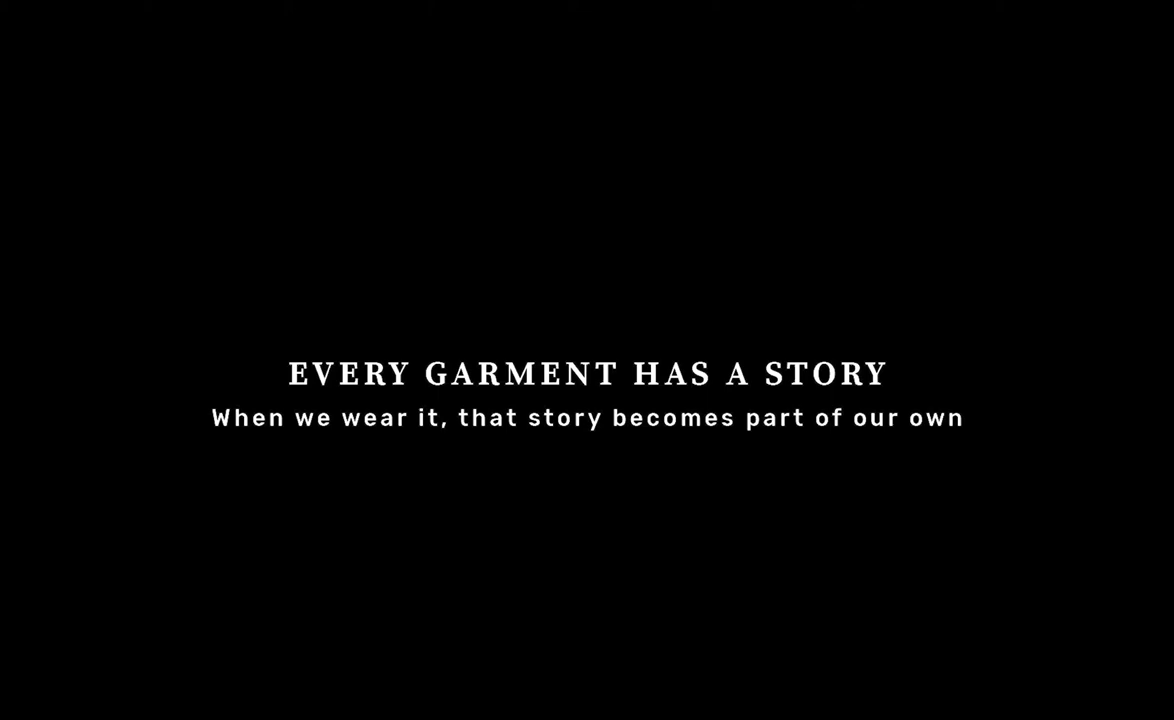 EVERY GARMENT HAS A STORY
When we wear it, that story becomes part of our own